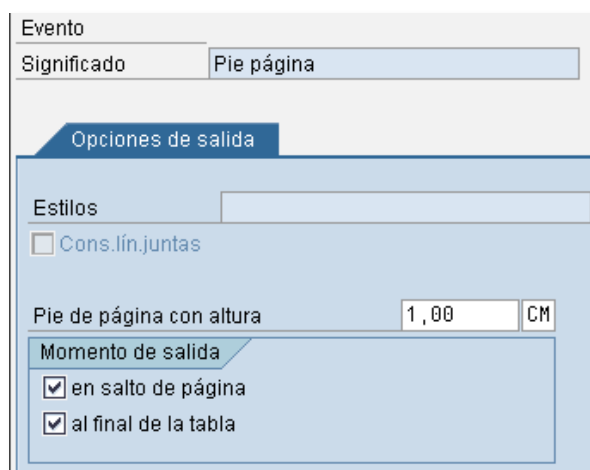 Evento
Significado Pie página
Opciones de salida
Estilos
Cons.lín.juntas
Pie de página con altura 1,00 CM
Momento de salida
en salto de página
al final de la tabla